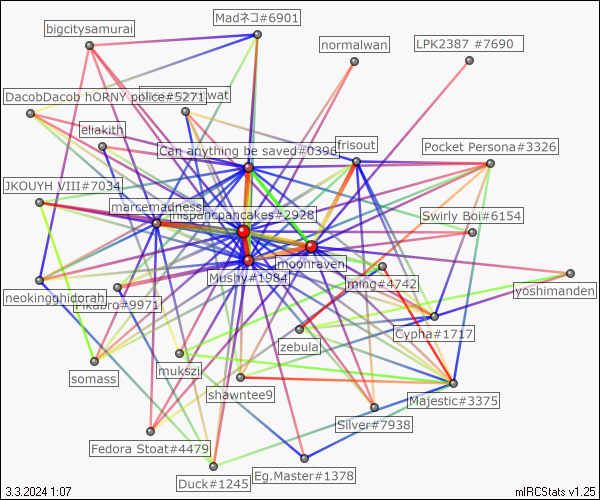 Madネコ#6901
bigcitysamurai
normalwan
LPK2387 #7690
DacobDacob hORNY police#5271
wat
eliakith
Can anything be saved#0396
frisout
Pocket Persona#3326
JKOUYH VIII#7034
marcemadness
mispancpancakes#2928
Swirly Boi#6154
moonraven
Mushy#1984
ming#4742
yoshimanden
neokingghidorah
#9971
Cypha#1717
zebula
somass
mukszi
shawntee9
Majestic#3375
Silver#7938
Fedora Stoat#4479
Eg.Master#1378
Duck#1245
3.3.2024 1:07
mIRCStats v1.25